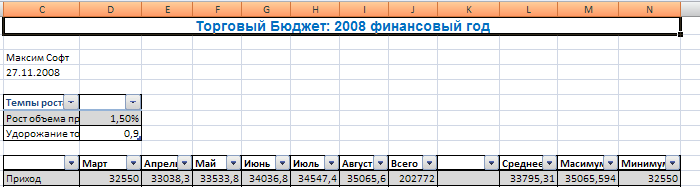 C D E F G H I J K L M N
Торговый Бюджет: 2008 финансовый год
Максим Софт
27.11.2008
Темпы рост
Рост объема пр 1,50%
Удорожание то 0,9
Март Апрель Май Июнь Июль Август Всего Среднее Масимум Минимум
Приход 32550 33038,3 33533,8 34036,8 34547,4 35065,6 202772 33795,31 35065,594 32550